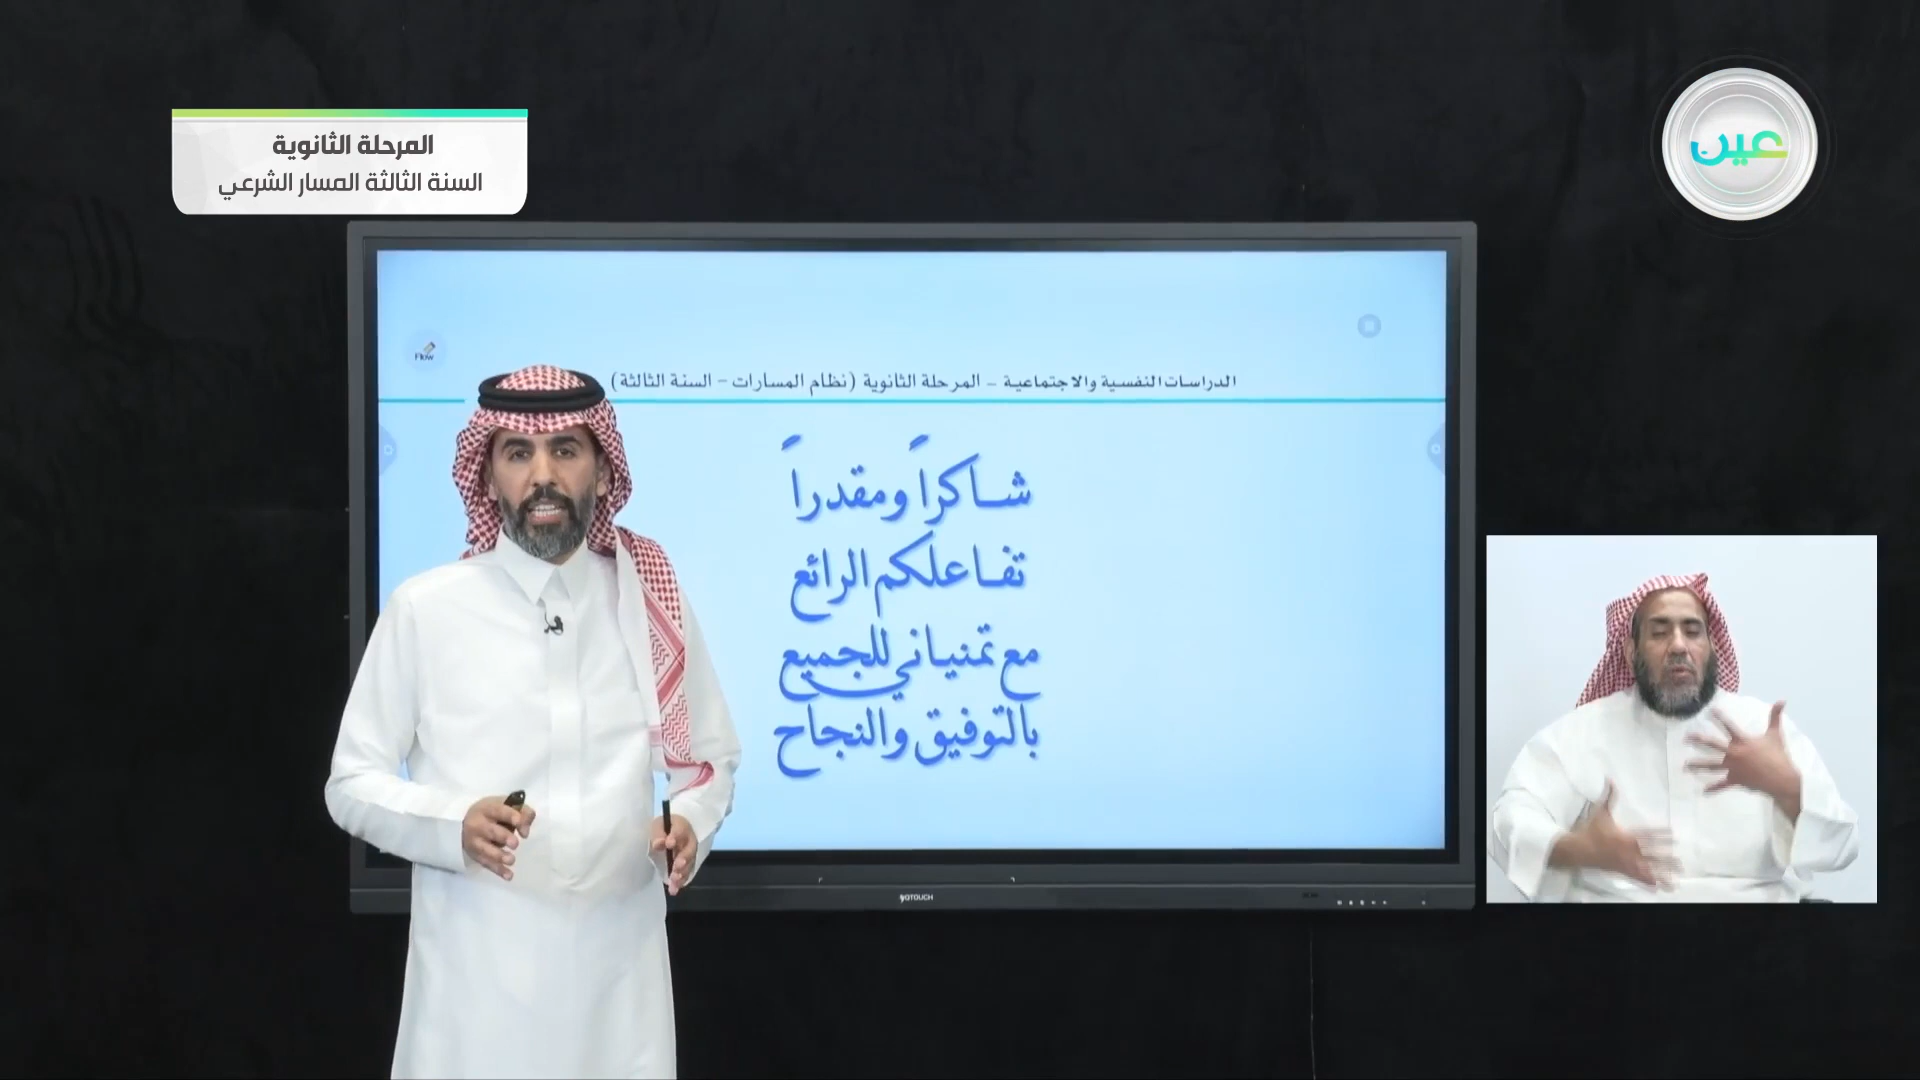 المرحلة الثانوية
السنة الثالثة المسار الشرعي
عين
Flow
الدراسات النفسية والاجتماعية - المرحلة الثانوية (نظام المسارات - السنة الثالثة)
شاكراً ومقدراً
تفاعلكم الرائع
مع تمنياتي للجميع
بالتوفيق والنجاح